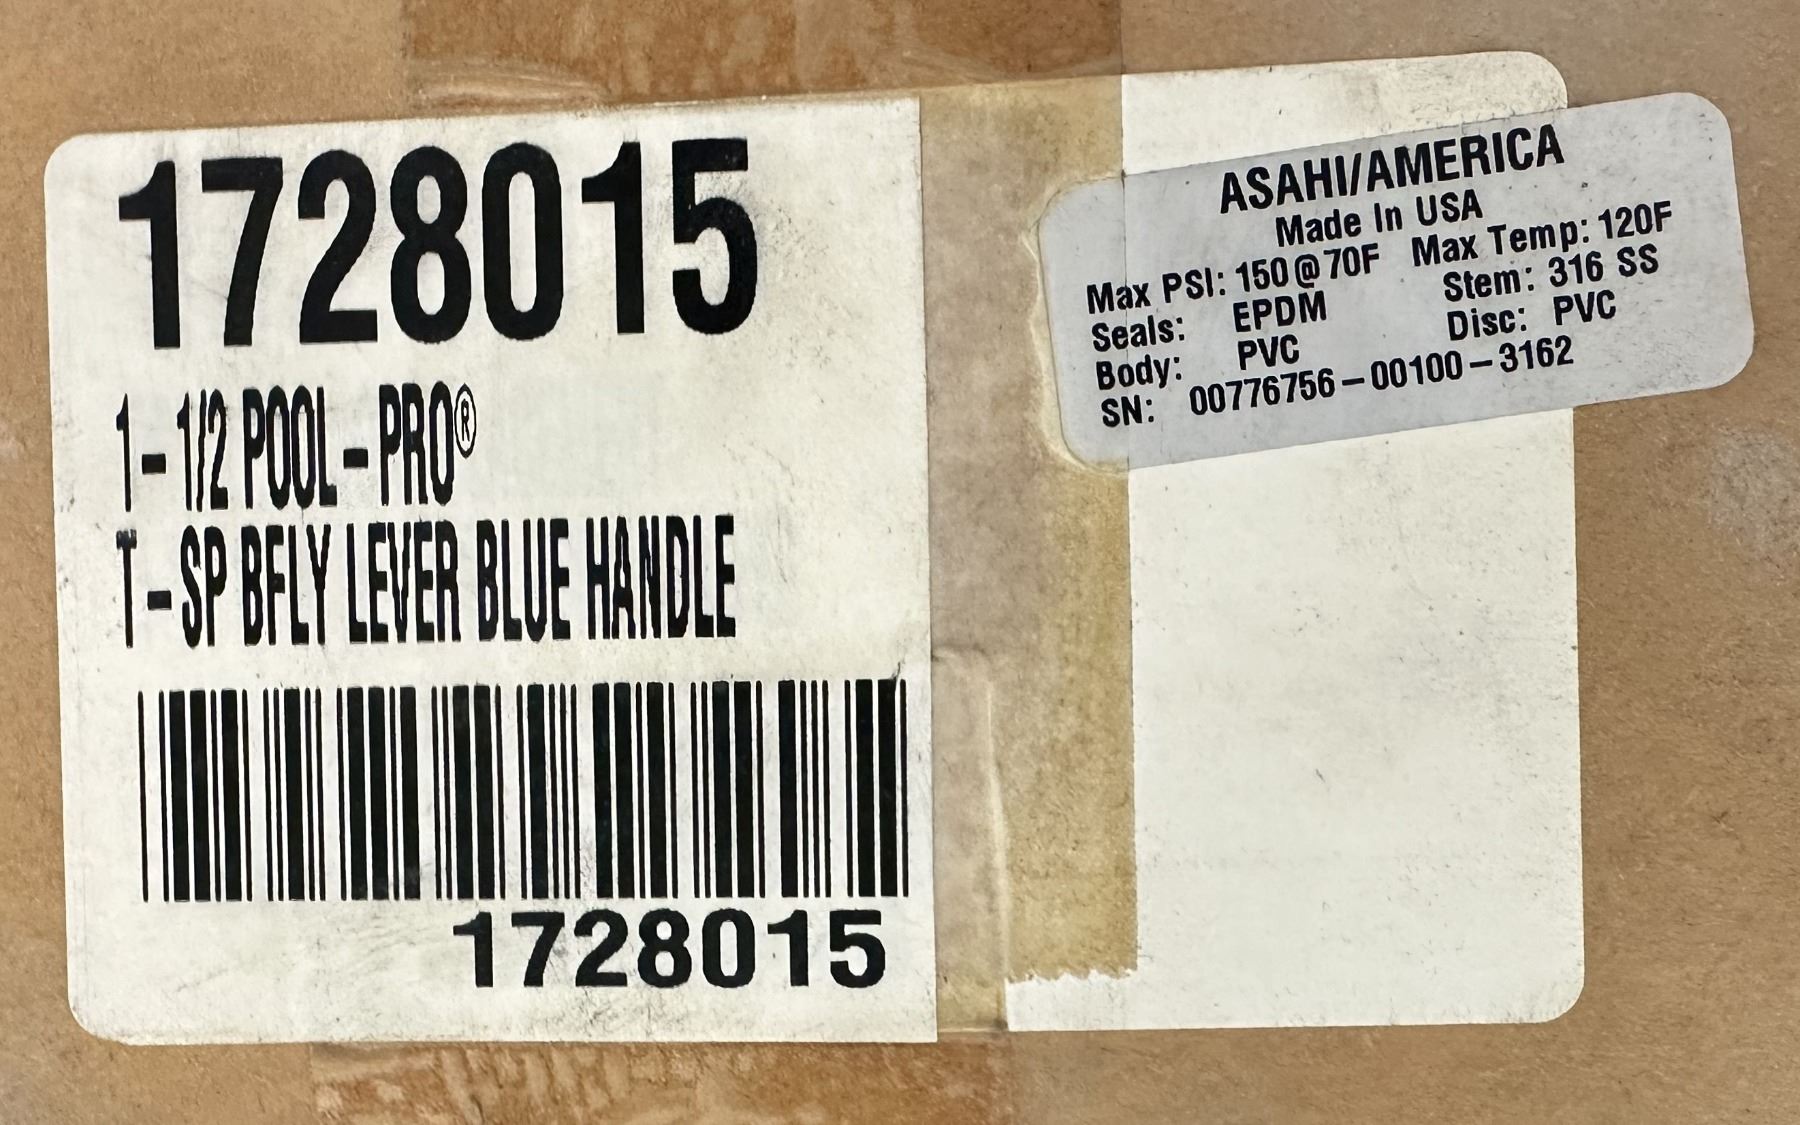 1728015
1-1/2 POOL-PRO®
T-SP BFLY LEVER BLUE HANDLE
1728015
ASAHI/AMERICA
Made In USA
Max PSI: 150@70F Max Temp: 120F
Seals: EPDM Stem: 316 SS
Body: PVC Disc: PVC
SN: 00776756-00100-3162